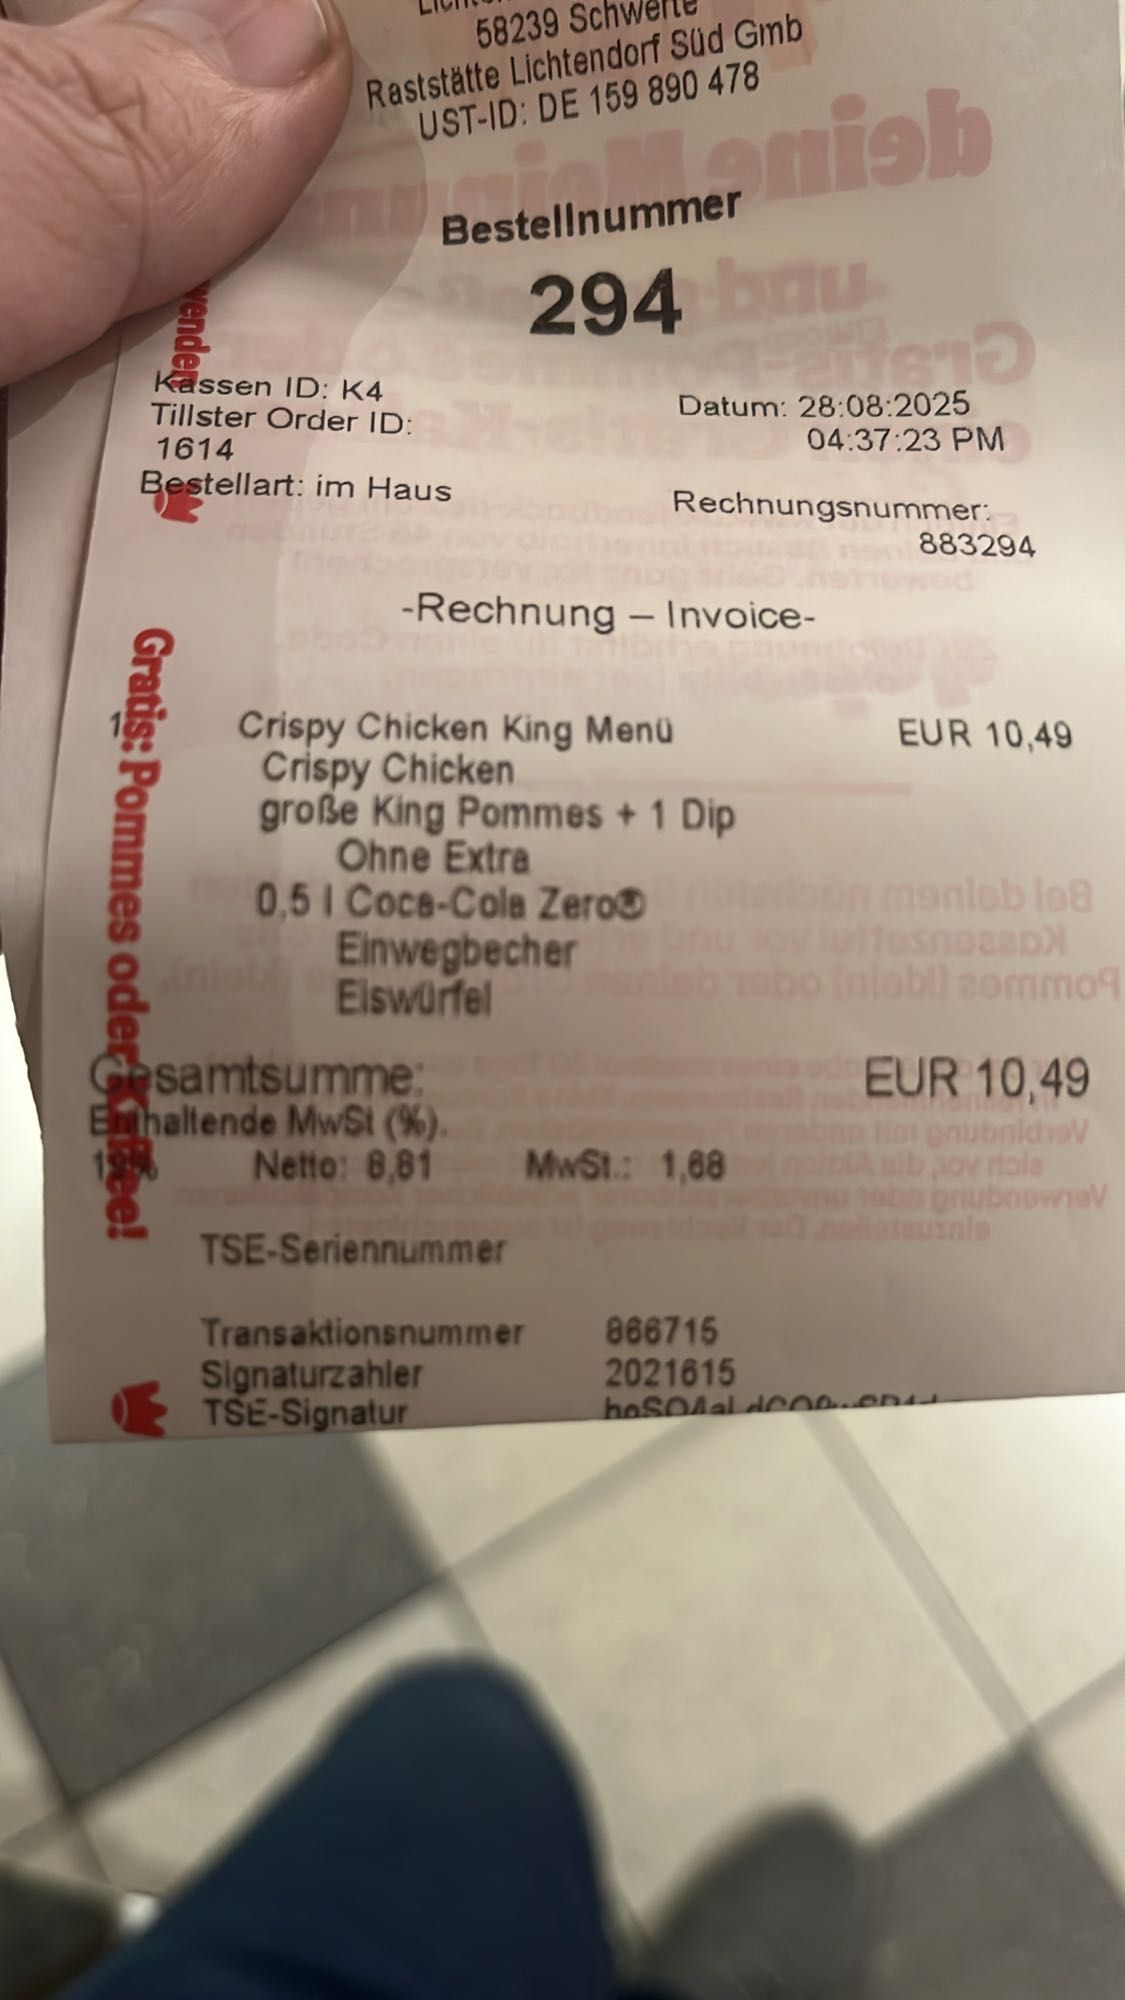 58239 Schwerte
Raststätte Lichtendorf Süd Gmb
UST-ID: DE 159 890 478
Bestellnummer
294
Kassen ID: K4
Tillster Order ID:
1614
Bestellart: im Haus
Datum: 28:08:2025
04:37:23 PM
Rechnungsnummer:
883294
-Rechnung – Invoice-
1 Crispy Chicken King Menü EUR 10,49
Crispy Chicken
große King Pommes + 1 Dip
Ohne Extra
0,5 l Coca-Cola Zero®
Einwegbecher
Eiswürfel
Gesamtsumme: EUR 10,49
Enthaltende MwSt (%).
19% Netto: 8,81 MwSt.: 1,68
TSE-Seriennummer
Transaktionsnummer 866715
Signaturzahler 2021615
TSE-Signatur
Gratis: Pommes oder Kaffee!